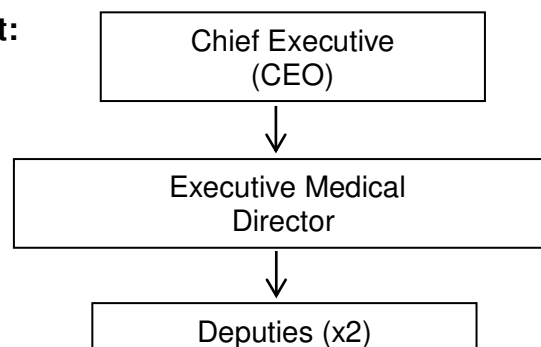 t:
Chief Executive
(CEO)
Executive Medical
Director
Deputies (x2)